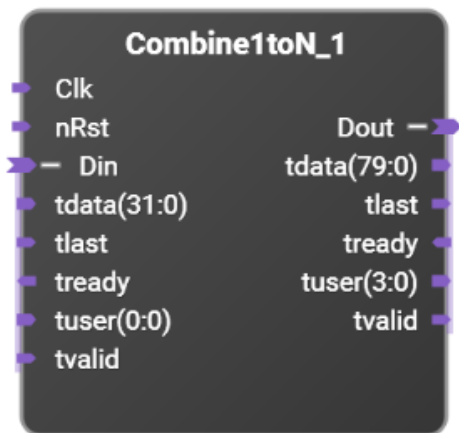 Combine1toN_1
Clk
nRst
Dout
Din
tdata(79:0)
tdata(31:0)
tlast
tlast
tready
tready
tuser(3:0)
tuser(0:0)
tvalid
tvalid